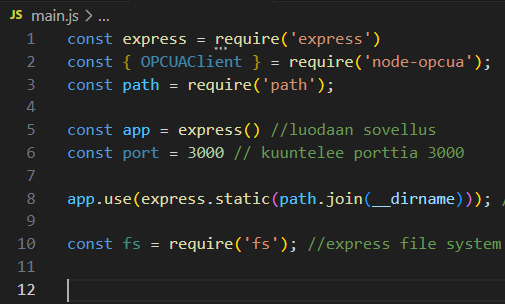 JS main.js > ...
1 const express = require('express')
2 const { OPCUAClient } = require('node-opcua');
3 const path = require('path');
4
5 const app = express() //luodaan sovellus
6 const port = 3000 // kuuntelee porttia 3000
7
8 app.use(express.static(path.join(__dirname))); /
9
10 const fs = require('fs'); //express file system
11
12